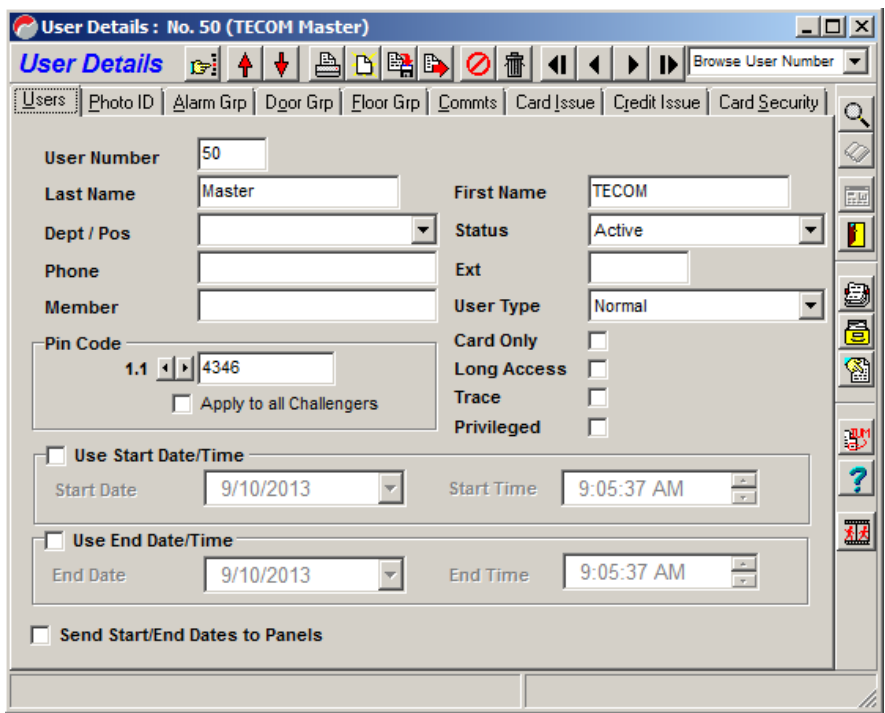 User Details : No. 50 (TECOM Master)
User Details Browse User Number
Users Photo ID Alarm Grp Door Grp Floor Grp Commts Card Issue Credit Issue Card Security
User Number 50
Last Name Master First Name TECOM
Dept / Pos Status Active
Phone Ext
Member User Type Normal
Pin Code Card Only
1.1 4346 Long Access
Apply to all Challengers Trace
Privileged
Use Start Date/Time
Start Date 9/10/2013 Start Time 9:05:37 AM
Use End Date/Time
End Date 9/10/2013 End Time 9:05:37 AM
Send Start/End Dates to Panels